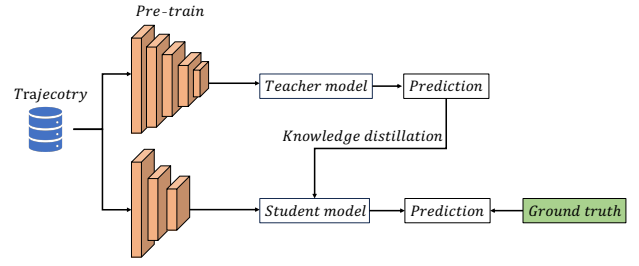 Pre-train
Trajecotry
Teacher model
Prediction
Knowledge distillation
Student model
Prediction
Ground truth